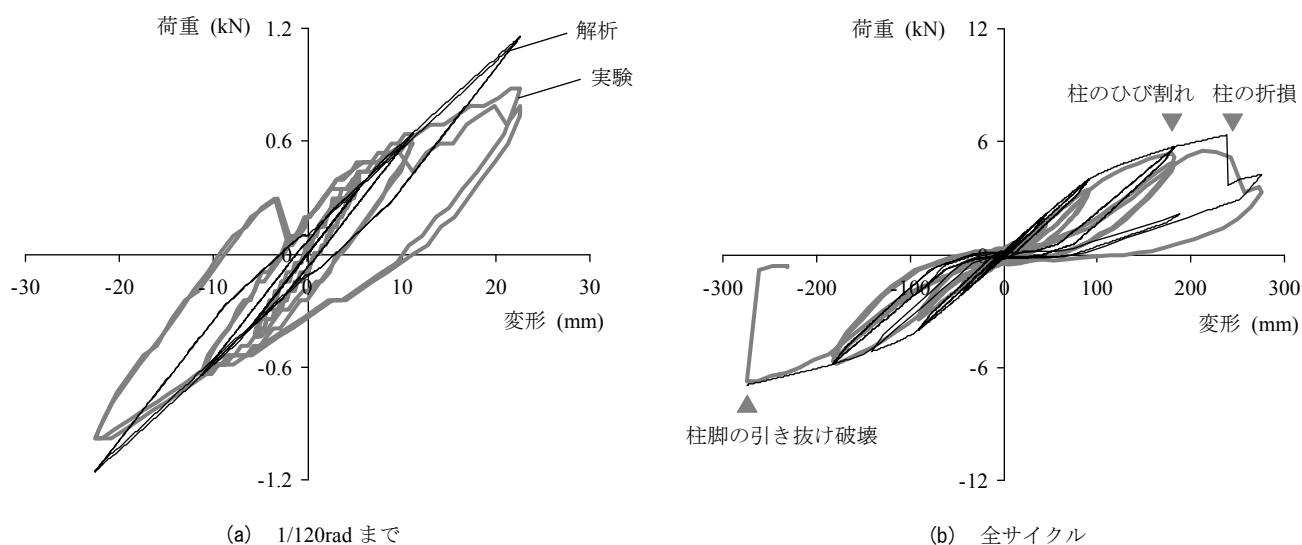 荷重 (kN)
1.2
0.6
0
-0.6
-1.2
-30
-20
-10
0
10
20
30
変形 (mm)
解析
実験
(a) 1/120rad まで
荷重 (kN)
12
6
0
-6
-12
-300
-200
-100
0
100
200
300
変形 (mm)
柱のひび割れ
柱の折損
柱脚の引き抜け破壊
(b) 全サイクル